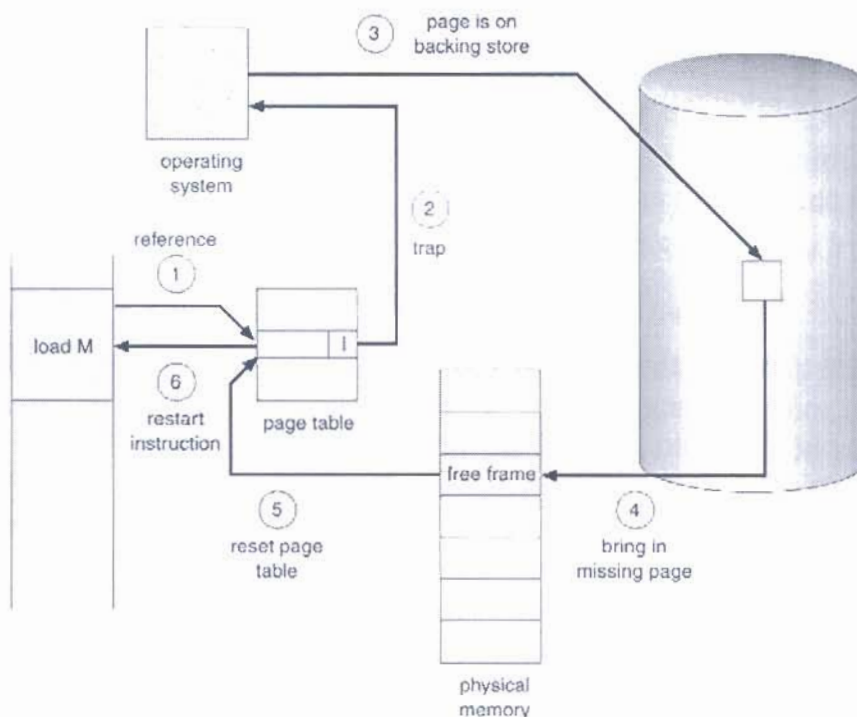 3
page is on
backing store
operating
system
2
trap
reference
1
load M
i
6
restart
instruction
page table
free frame
5
reset page
table
4
bring in
missing page
physical
memory